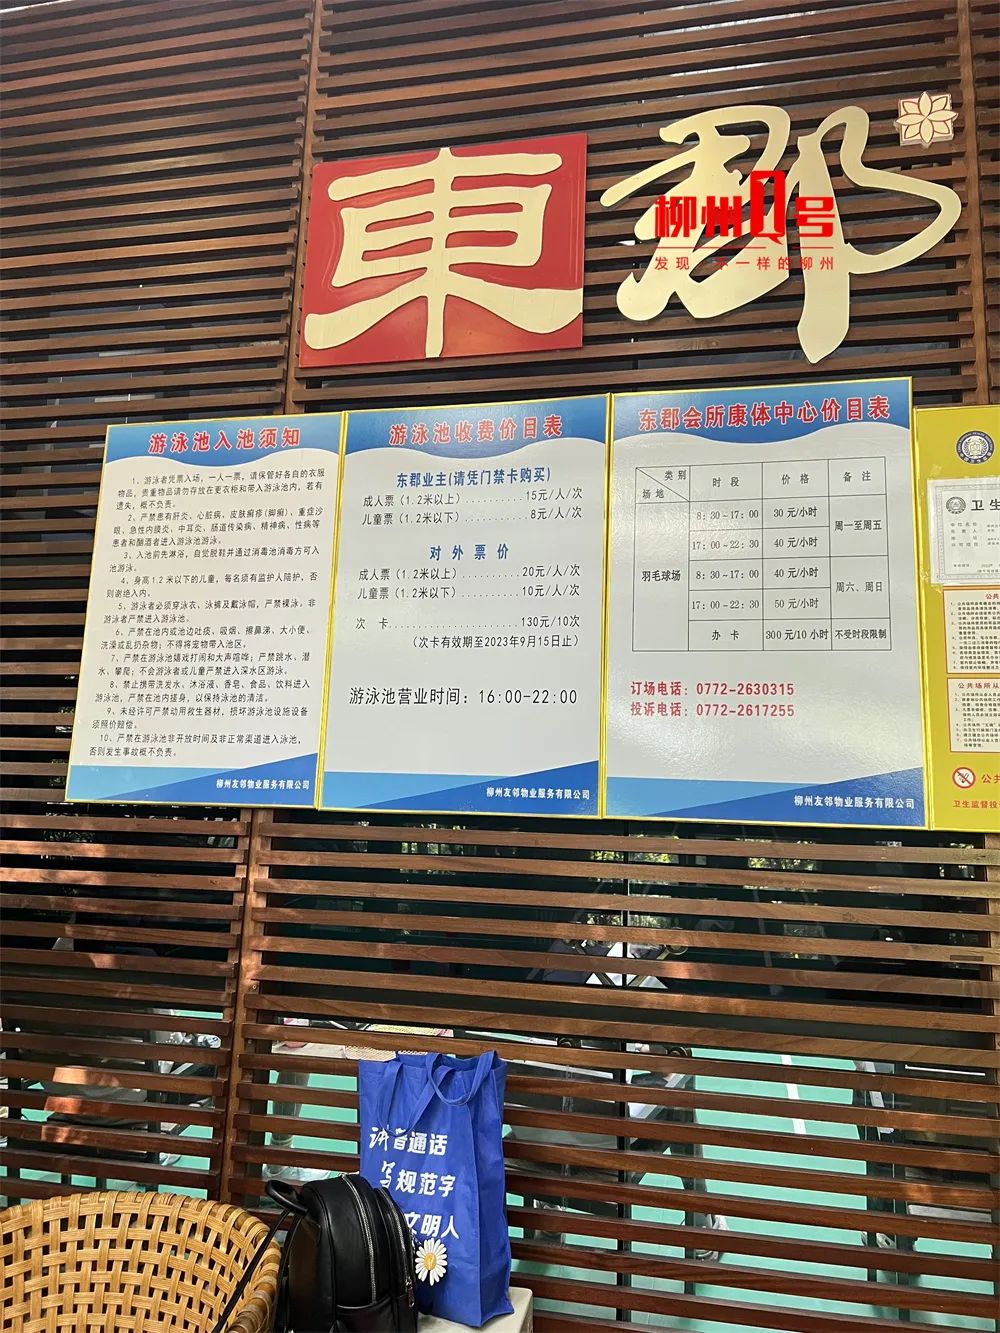 東郡
柳州Q号
发现 不一样的柳州
游泳池入池须知
1、游泳者凭票入场，一人一票，请保管好各自的衣服
物品，贵重物品请勿存放在更衣柜和带入游泳池内，若有
遗失，概不负责。
2、严禁患有肝炎、心脏病、皮肤癣疹(脚癣)、重症沙
眼、急性内膜炎、中耳炎、肠道传染病、精神病、性病等
患者和酗酒者进入游泳池游泳。
3、入池前先淋浴，自觉脱鞋并通过消毒池消毒方可入
池游泳。
4、身高1.2米以下的儿童，每名须有监护人陪护，否
则谢绝入内。
5、游泳者必须穿泳衣、泳裤及戴泳帽，严禁裸泳。非
游泳者严禁进入游泳池。
6、严禁在池内或池边吐痰、吸烟、擤鼻涕、大小便、
洗澡或乱扔杂物；不得将宠物带入池区。
7、严禁在游泳池嬉戏打闹和大声喧哗；严禁跳水、潜
水、攀爬；不会游泳者或儿童严禁进入深水区游泳。
8、禁止携带洗发水、沐浴液、香皂、食品、饮料进入
游泳池，严禁在池内搓身，以保持泳池的清洁。
9、未经许可严禁动用救生器材，损坏游泳池设施设备
须照价赔偿。
10、严禁在游泳池非开放时间及非正常渠道进入泳池，
否则发生事故概不负责。
柳州友邻物业服务有限公司
游泳池收费价目表
东郡业主(请凭门禁卡购买)
成人票（1.2米以上）..........15元/人/次
儿童票（1.2米以下）..........8元/人/次
对外票价
成人票（1.2米以上）..........20元/人/次
儿童票（1.2米以下）..........10元/人/次
次 卡....................130元/10次
（次卡有效期至2023年9月15日止）
游泳池营业时间：16:00-22:00
柳州友邻物业服务有限公司
东郡会所康体中心价目表
类别 场地 时段 价格 备注
羽毛球场
8:30-17:00 30元/小时 周一至周五
17:00-22:30 40元/小时
8:30-17:00 40元/小时 周六、周日
17:00-22:30 50元/小时
办卡 300元/10小时 不受时段限制
订场电话：0772-2630315
投诉电话：0772-2617255
柳州友邻物业服务有限公司
卫生
公共场所从
公共
卫生监督投
讲普通话
写规范字
文明人